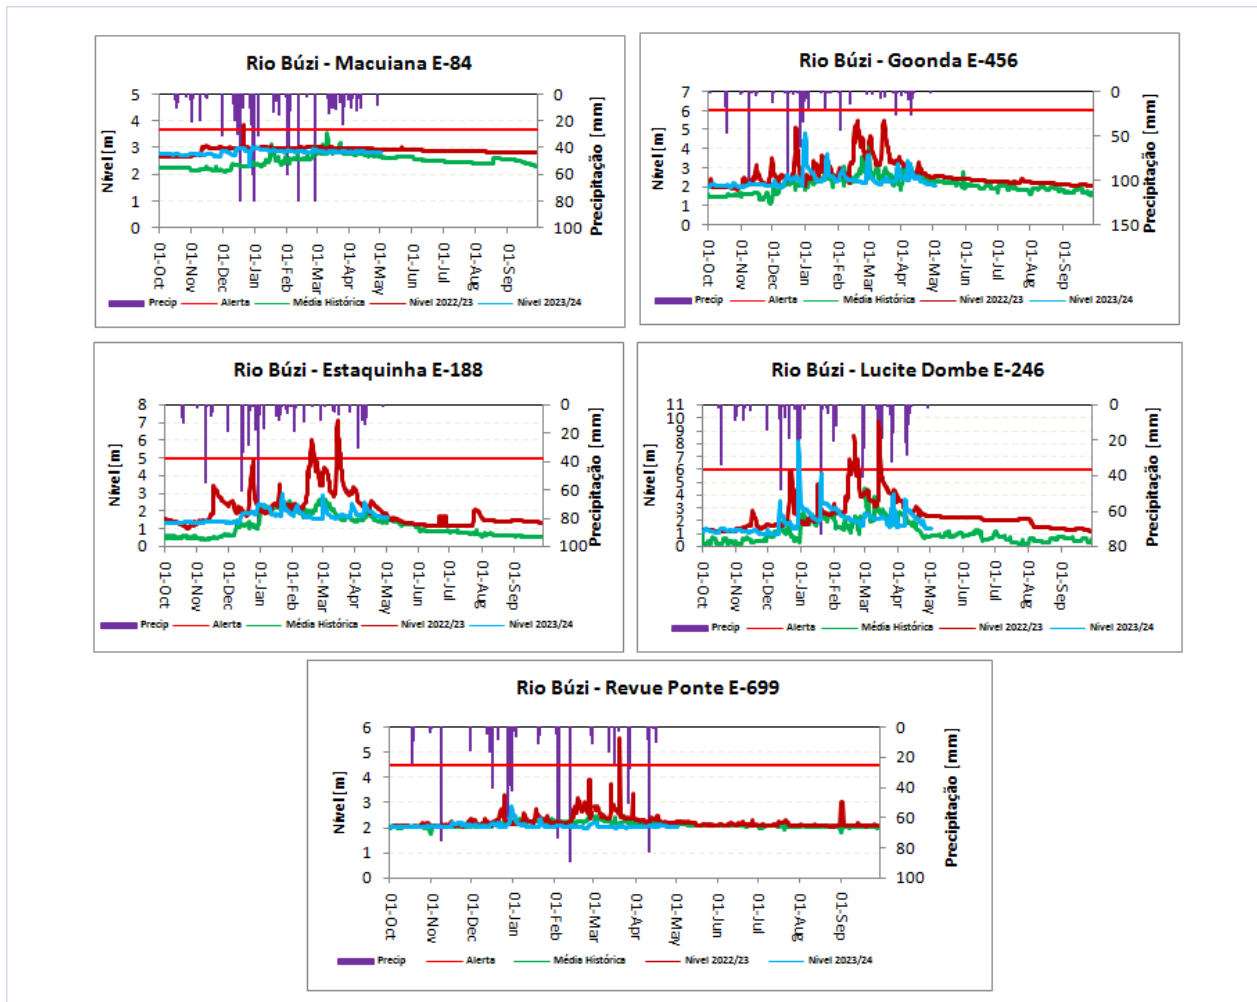 Rio Búzi - Macuiana E-84
5
4
3
2
1
0
Nível [m]
0
20
40
60
80
100
Precipitação [mm]
01-Oct
01-Nov
01-Dec
01-Jan
01-Feb
01-Mar
01-Apr
01-May
01-Jun
01-Jul
01-Aug
01-Sep
Precip Alerta Média Histórica Nivel 2022/23 Nivel 2023/24
Rio Búzi - Goonda E-456
7
6
5
4
3
2
1
0
Nível [m]
0
50
100
150
Precipitação [mm]
01-Oct
01-Nov
01-Dec
01-Jan
01-Feb
01-Mar
01-Apr
01-May
01-Jun
01-Jul
01-Aug
01-Sep
Precip Alerta Média Histórica Nivel 2022/23 Nivel 2023/24
Rio Búzi - Estaquinha E-188
8
7
6
5
4
3
2
1
0
Nível [m]
0
20
40
60
80
100
Precipitação [mm]
01-Oct
01-Nov
01-Dec
01-Jan
01-Feb
01-Mar
01-Apr
01-May
01-Jun
01-Jul
01-Aug
01-Sep
Precip Alerta Média Histórica Nivel 2022/23 Nivel 2023/24
Rio Búzi - Lucite Dombe E-246
11
10
9
8
7
6
5
4
3
2
1
0
Nível [m]
0
20
40
60
80
Precipitação [mm]
01-Oct
01-Nov
01-Dec
01-Jan
01-Feb
01-Mar
01-Apr
01-May
01-Jun
01-Jul
01-Aug
01-Sep
Precip Alerta Média Histórica Nivel 2022/23 Nivel 2023/24
Rio Búzi - Revue Ponte E-699
6
5
4
3
2
1
0
Nível [m]
0
20
40
60
80
100
Precipitação [mm]
01-Oct
01-Nov
01-Dec
01-Jan
01-Feb
01-Mar
01-Apr
01-May
01-Jun
01-Jul
01-Aug
01-Sep
Precip Alerta Média Histórica Nivel 2022/23 Nivel 2023/24